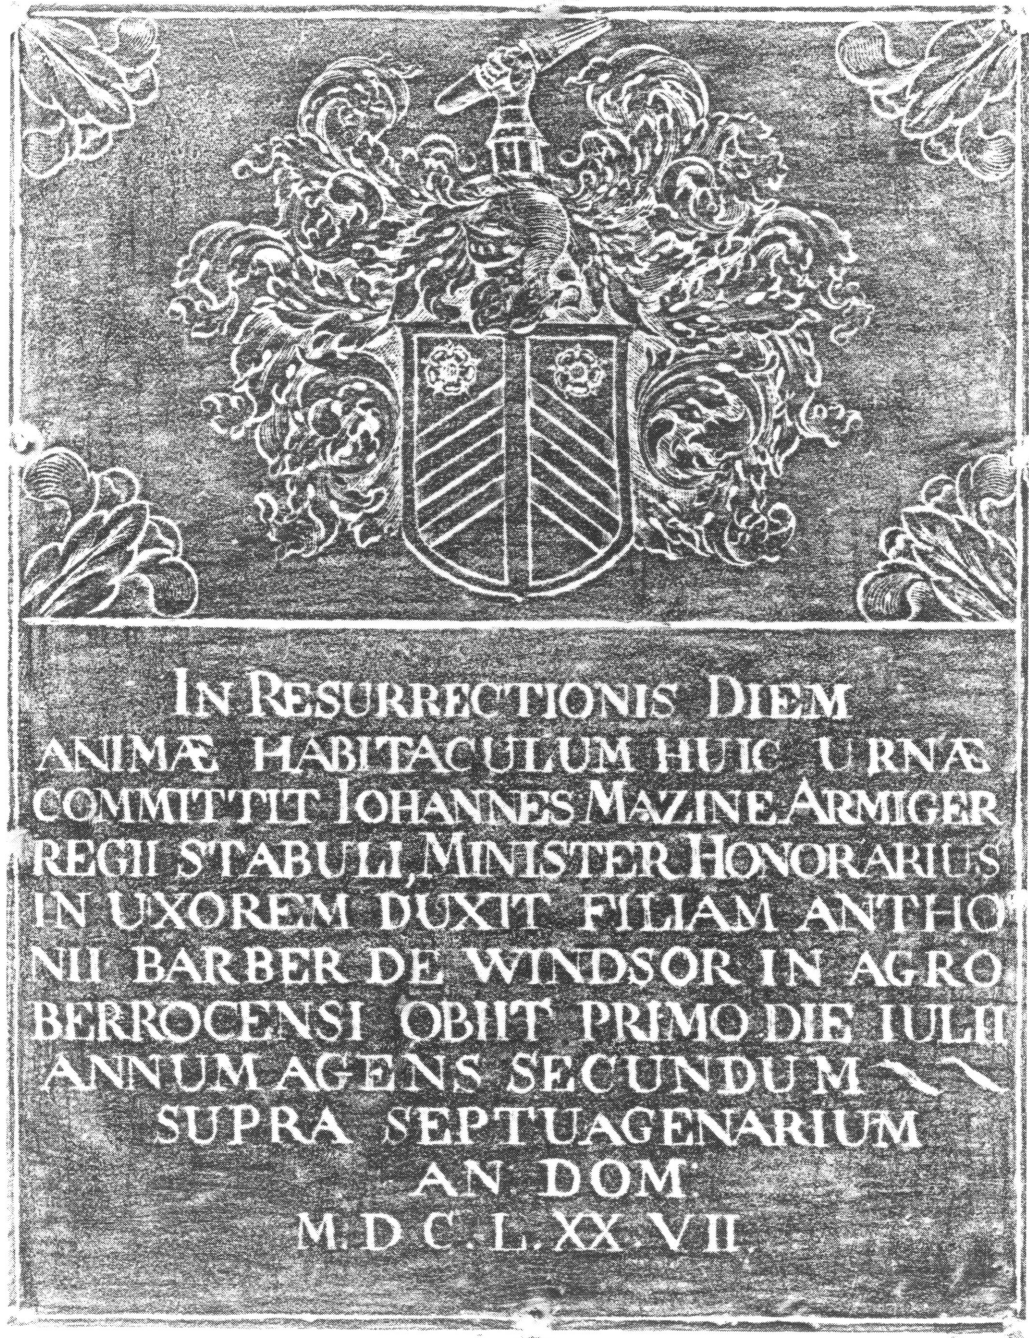 IN RESURRECTIONIS DIEM
ANIMÆ HABITACULUM HUIC URNÆ
COMMITTIT IOHANNES MAZINE ARMIGER
REGII STABULI, MINISTER HONORARIUS
IN UXOREM DUXIT FILIAM ANTHO
NII BARBER DE WINDSOR IN AGRO
BERROCENSI OBIIT PRIMO DIE IULII
ANNUM AGENS SECUNDUM
SUPRA SEPTUAGENARIUM
AN: DOM:
M.D C.L.XX.VII.